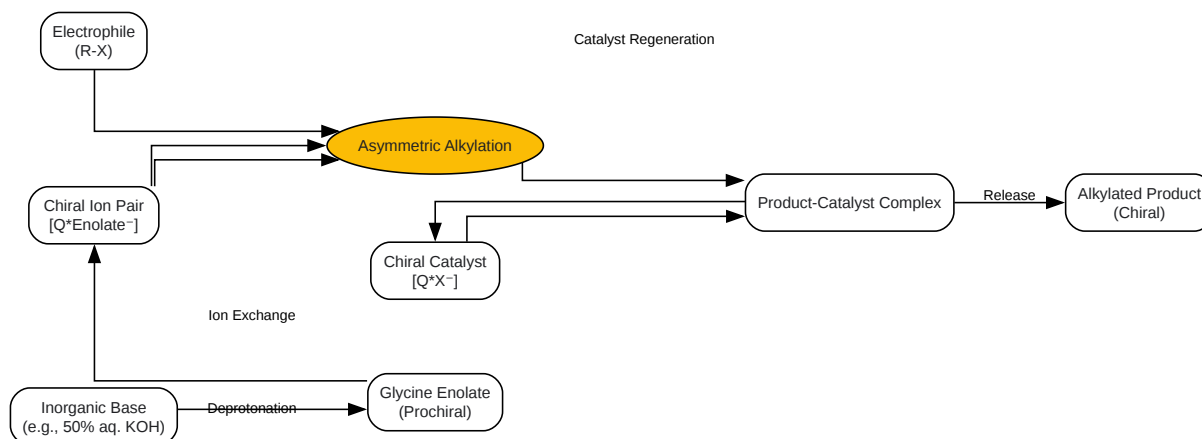 Electrophile
(R-X)
Catalyst Regeneration
Asymmetric Alkylation
Chiral Ion Pair
[Q*Enolate⁻]
Product-Catalyst Complex
Release
Alkylated Product
(Chiral)
Chiral Catalyst
[Q*X⁻]
Ion Exchange
Inorganic Base
(e.g., 50% aq. KOH)
Deprotonation
Glycine Enolate
(Prochiral)